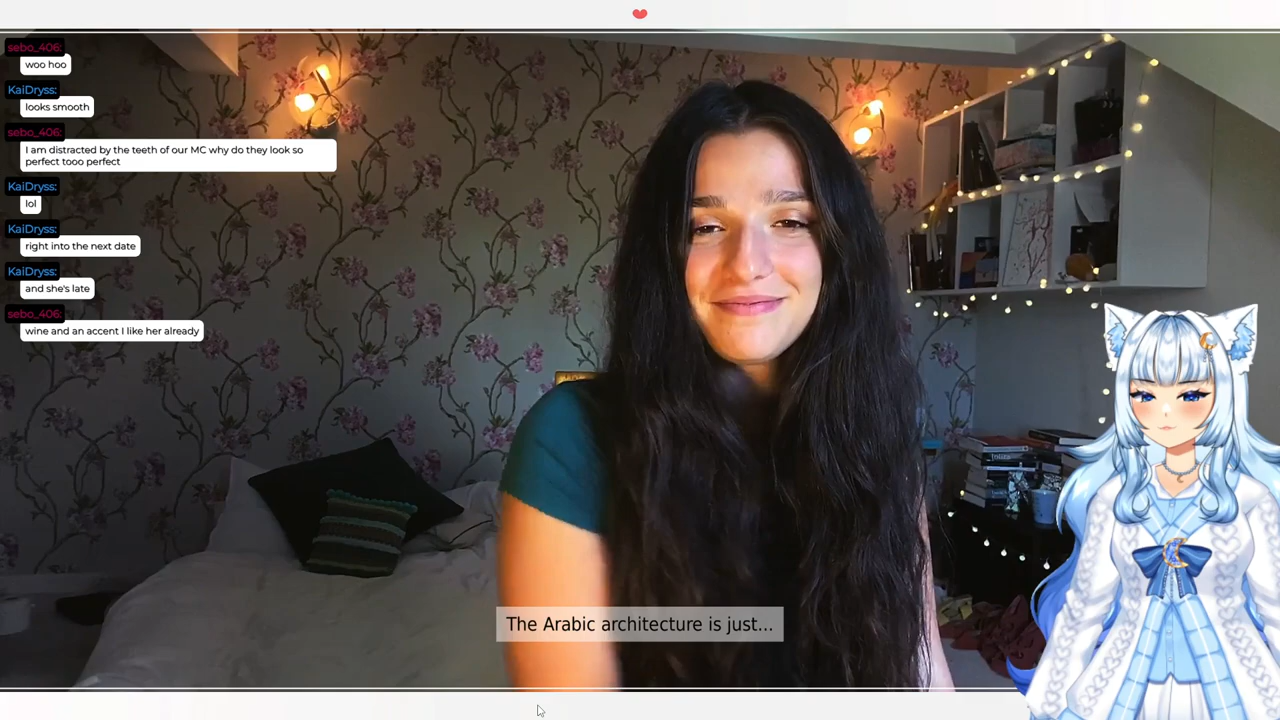 sebo_406:
woo hoo
KaiDryss:
looks smooth
sebo_406:
I am distracted by the teeth of our MC why do they look so
perfect tooo perfect
KaiDryss:
lol
KaiDryss:
right into the next date
KaiDryss:
and she's late
sebo_406:
wine and an accent I like her already
The Arabic architecture is just...